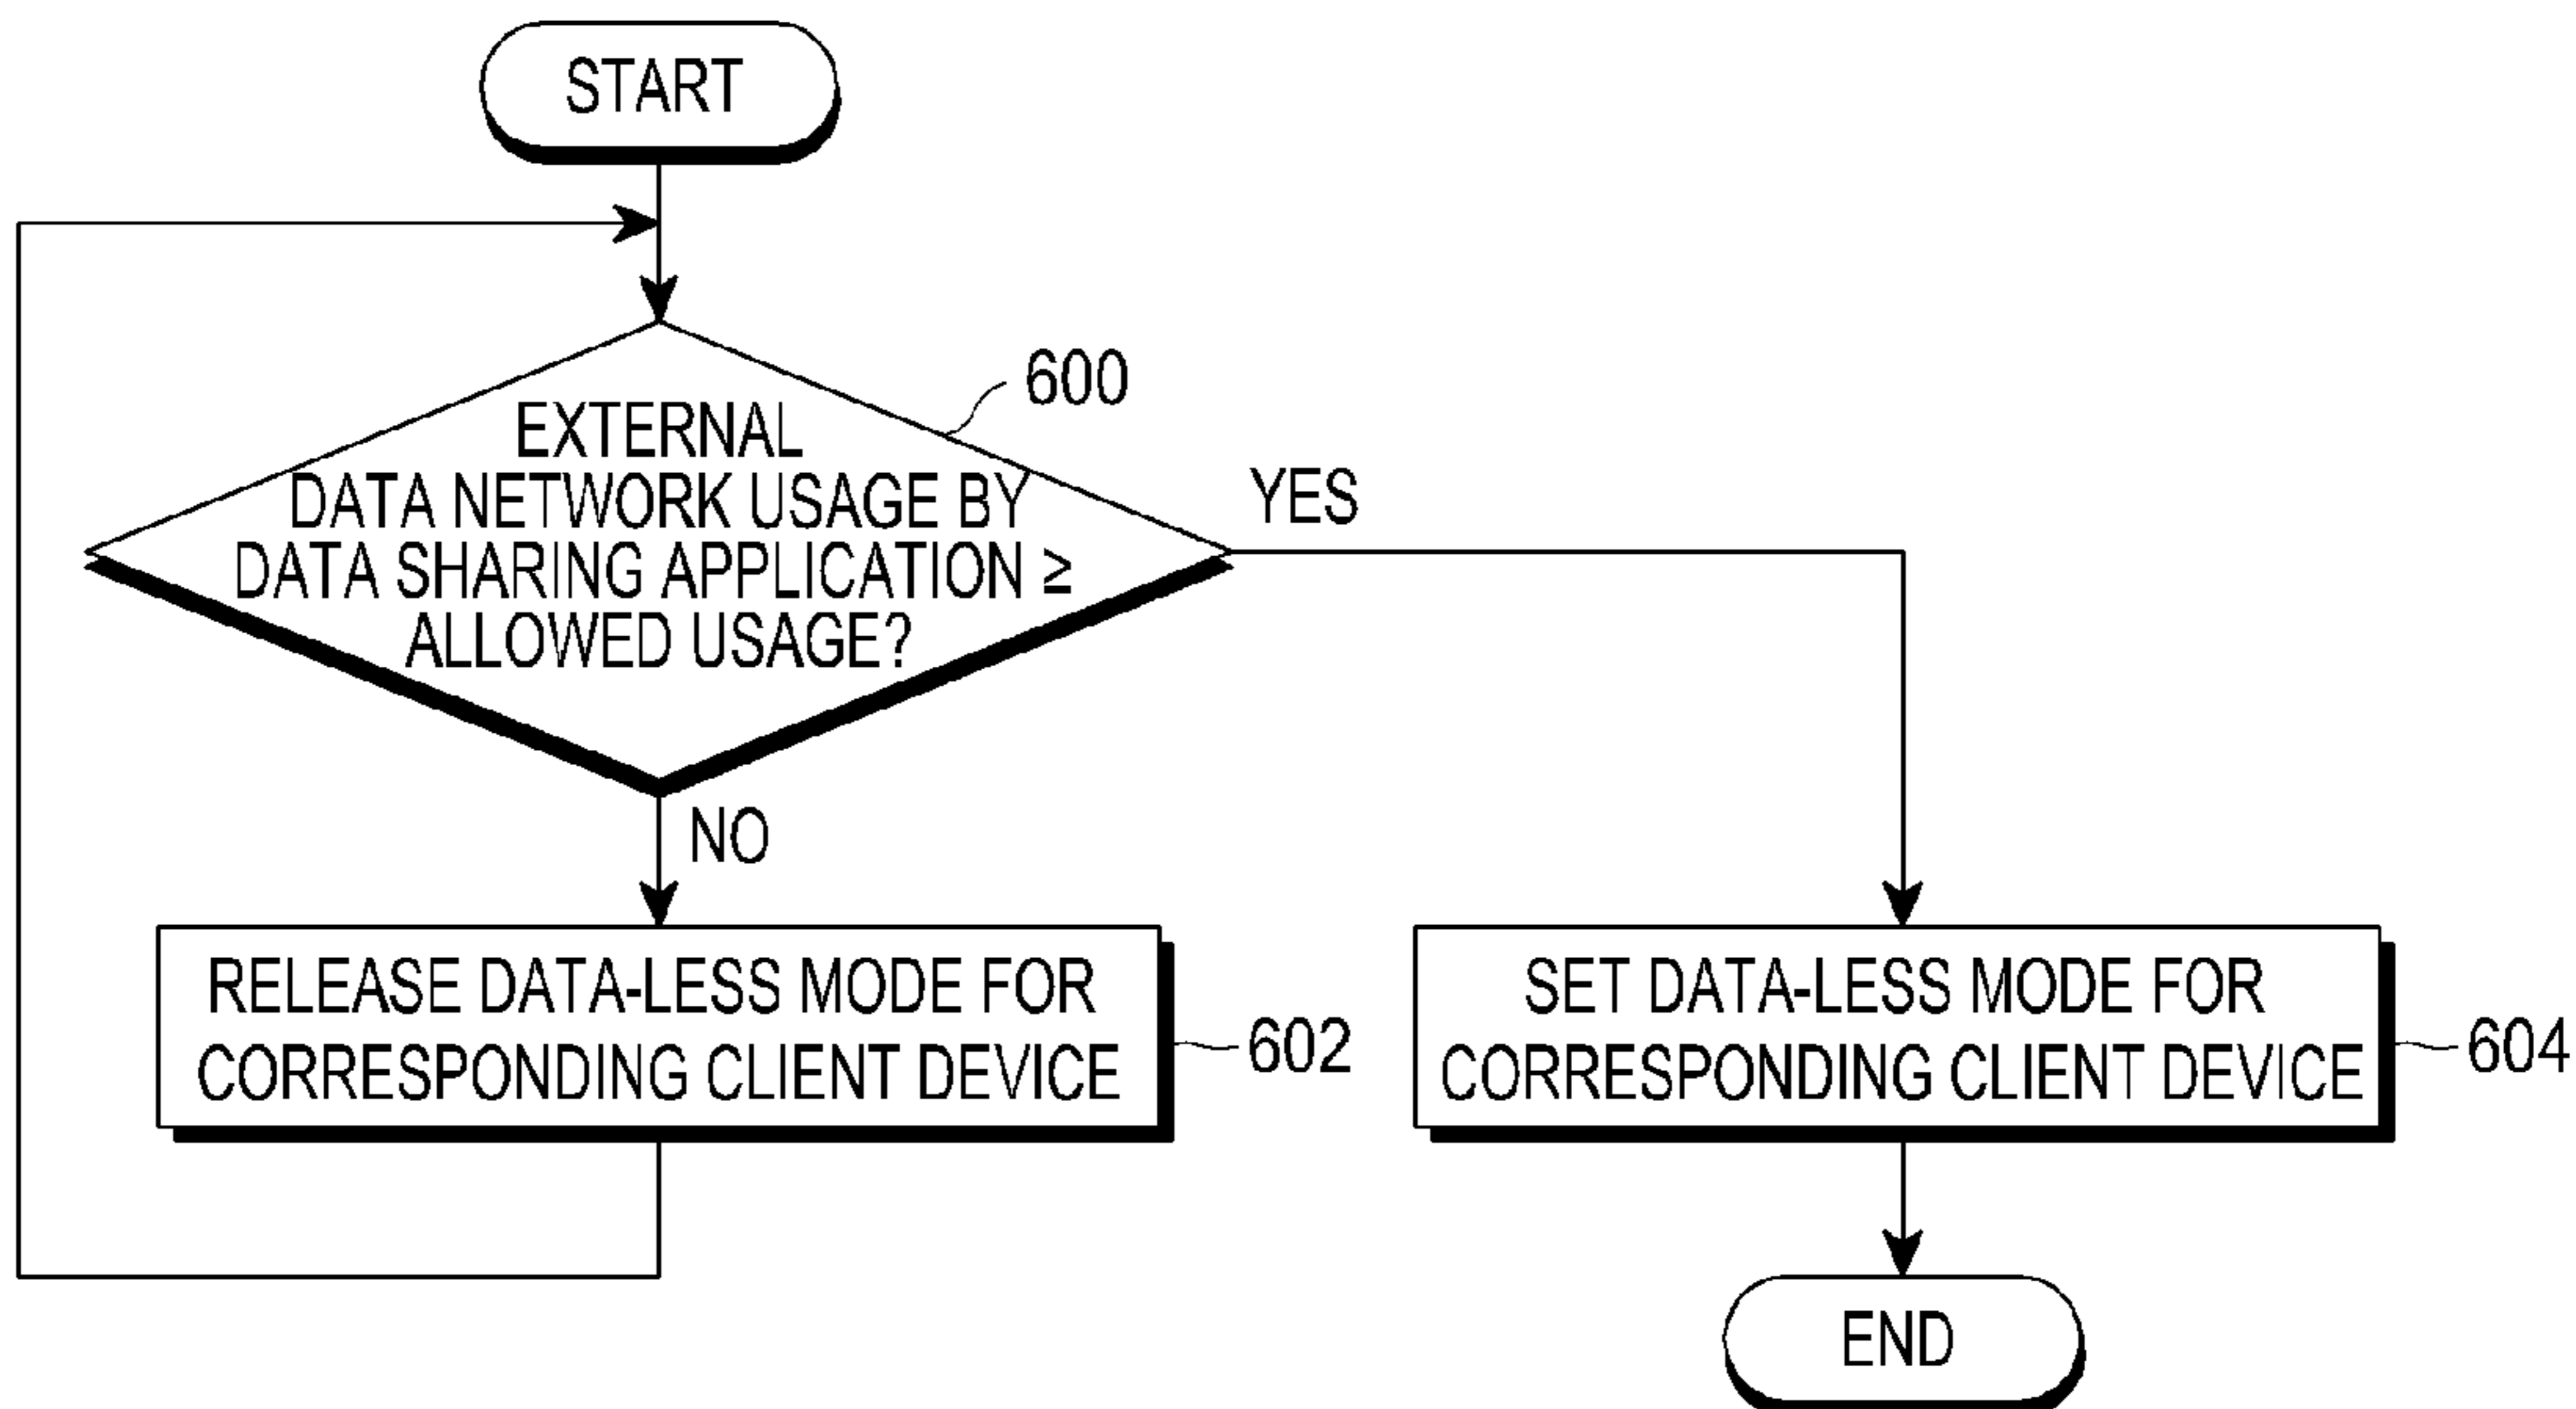 START
600
EXTERNAL
DATA NETWORK USAGE BY
DATA SHARING APPLICATION ≥
ALLOWED USAGE?
YES
NO
RELEASE DATA-LESS MODE FOR
CORRESPONDING CLIENT DEVICE
602
SET DATA-LESS MODE FOR
CORRESPONDING CLIENT DEVICE
604
END